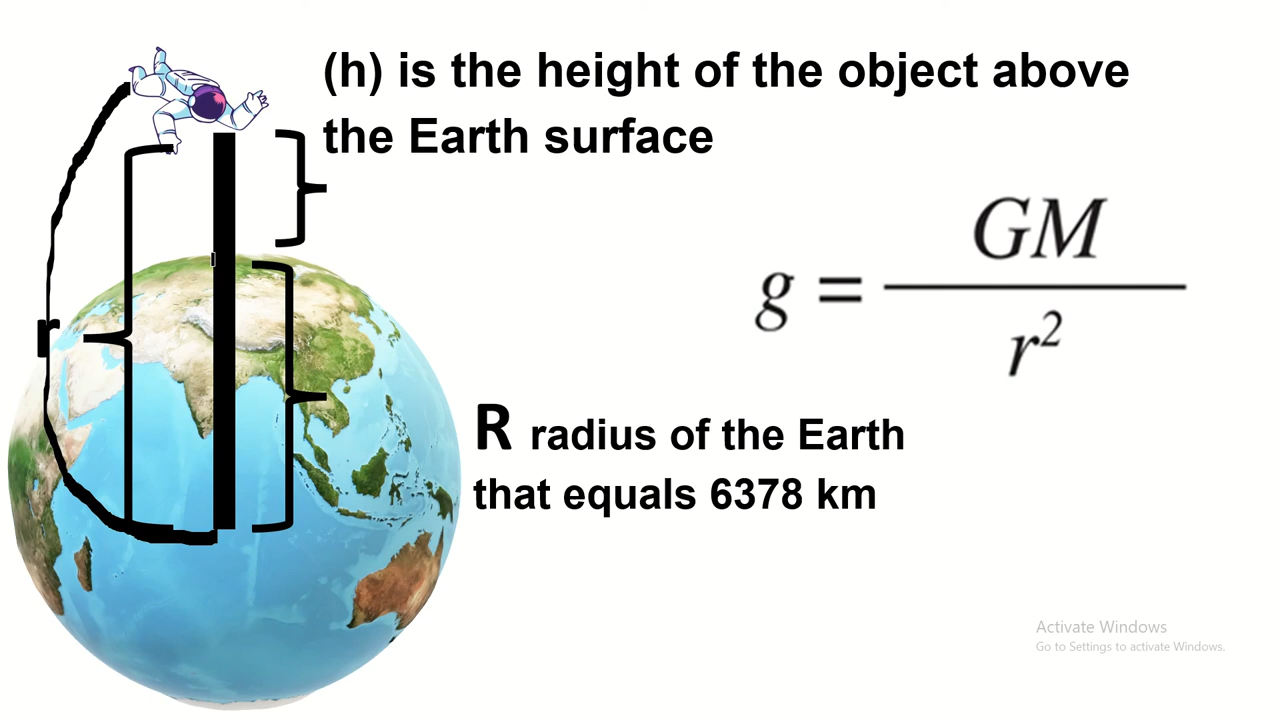 (h) is the height of the object above
the Earth surface
g = GM / r²
r
R radius of the Earth
that equals 6378 km
Activate Windows
Go to Settings to activate Windows.